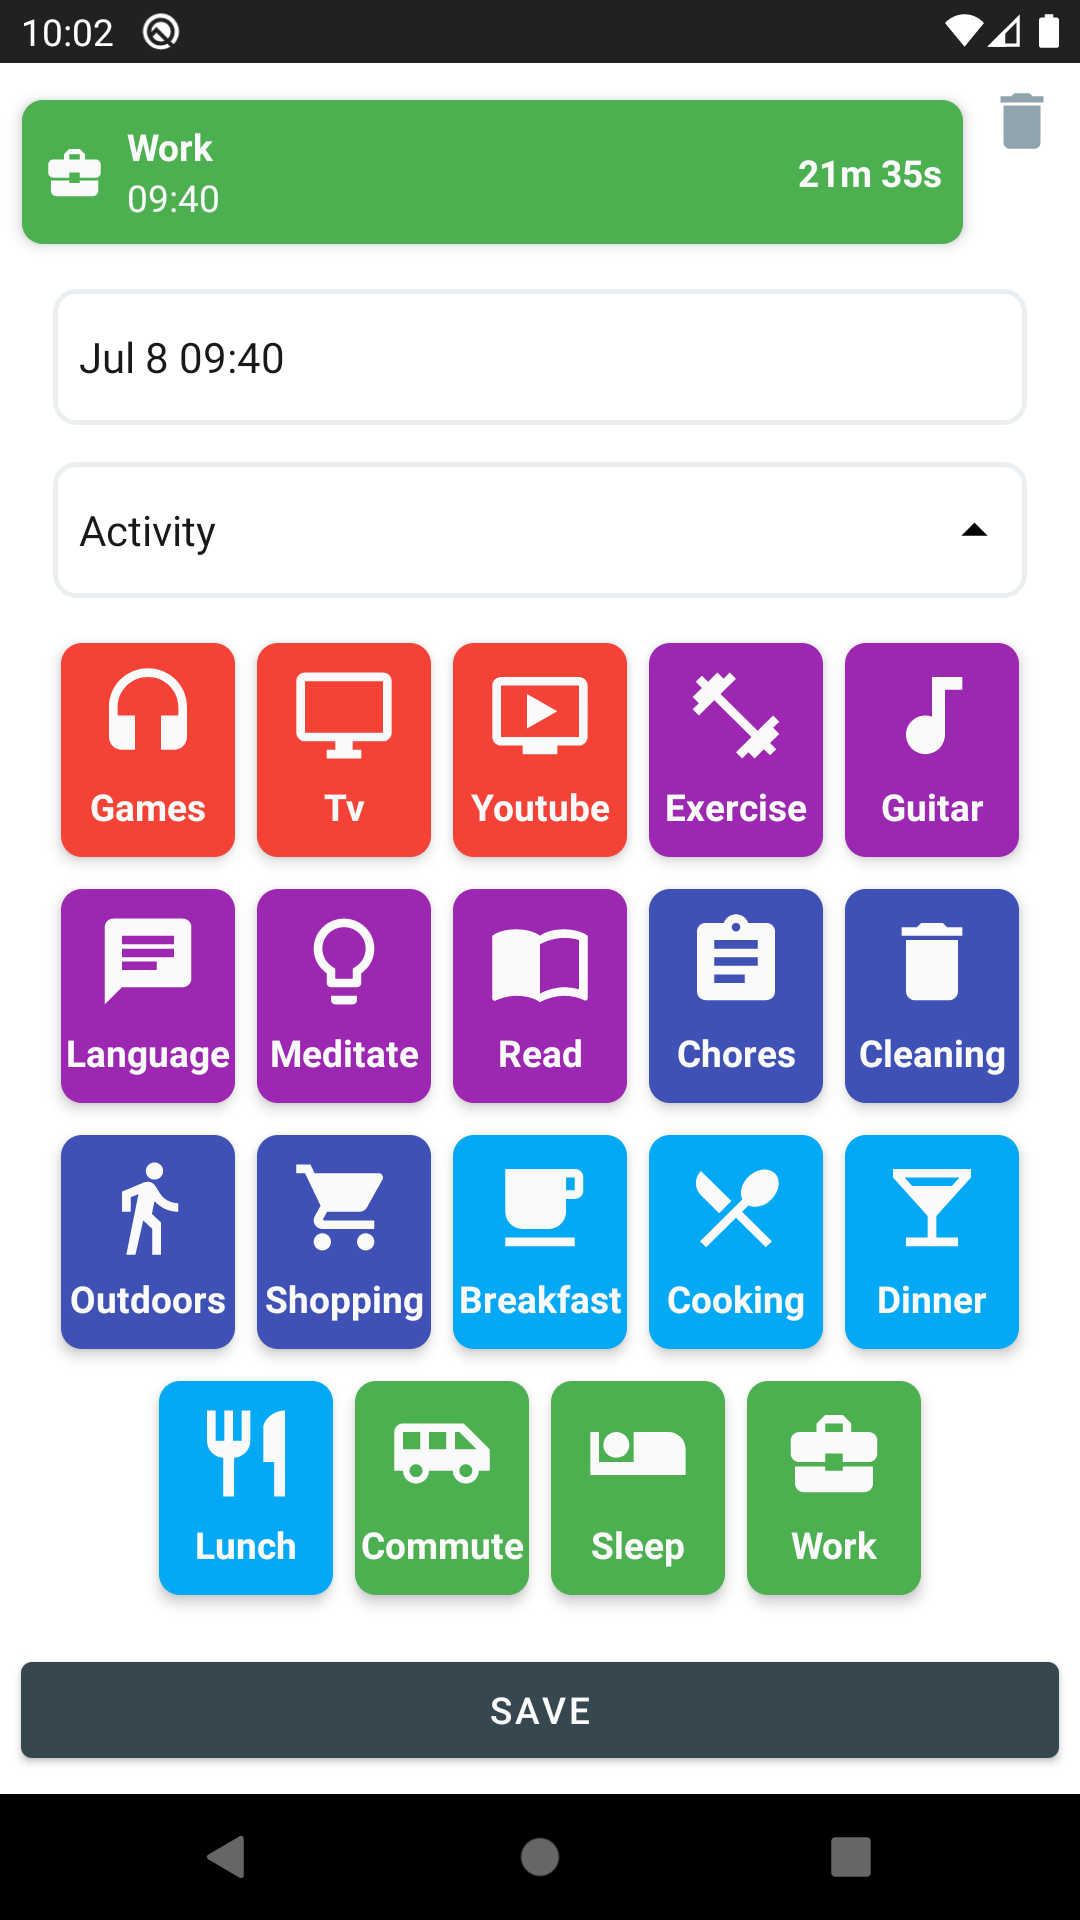 10:02
Work
09:40
21m 35s
Jul 8 09:40
Activity
Games
Tv
Youtube
Exercise
Guitar
Language
Meditate
Read
Chores
Cleaning
Outdoors
Shopping
Breakfast
Cooking
Dinner
Lunch
Commute
Sleep
Work
SAVE